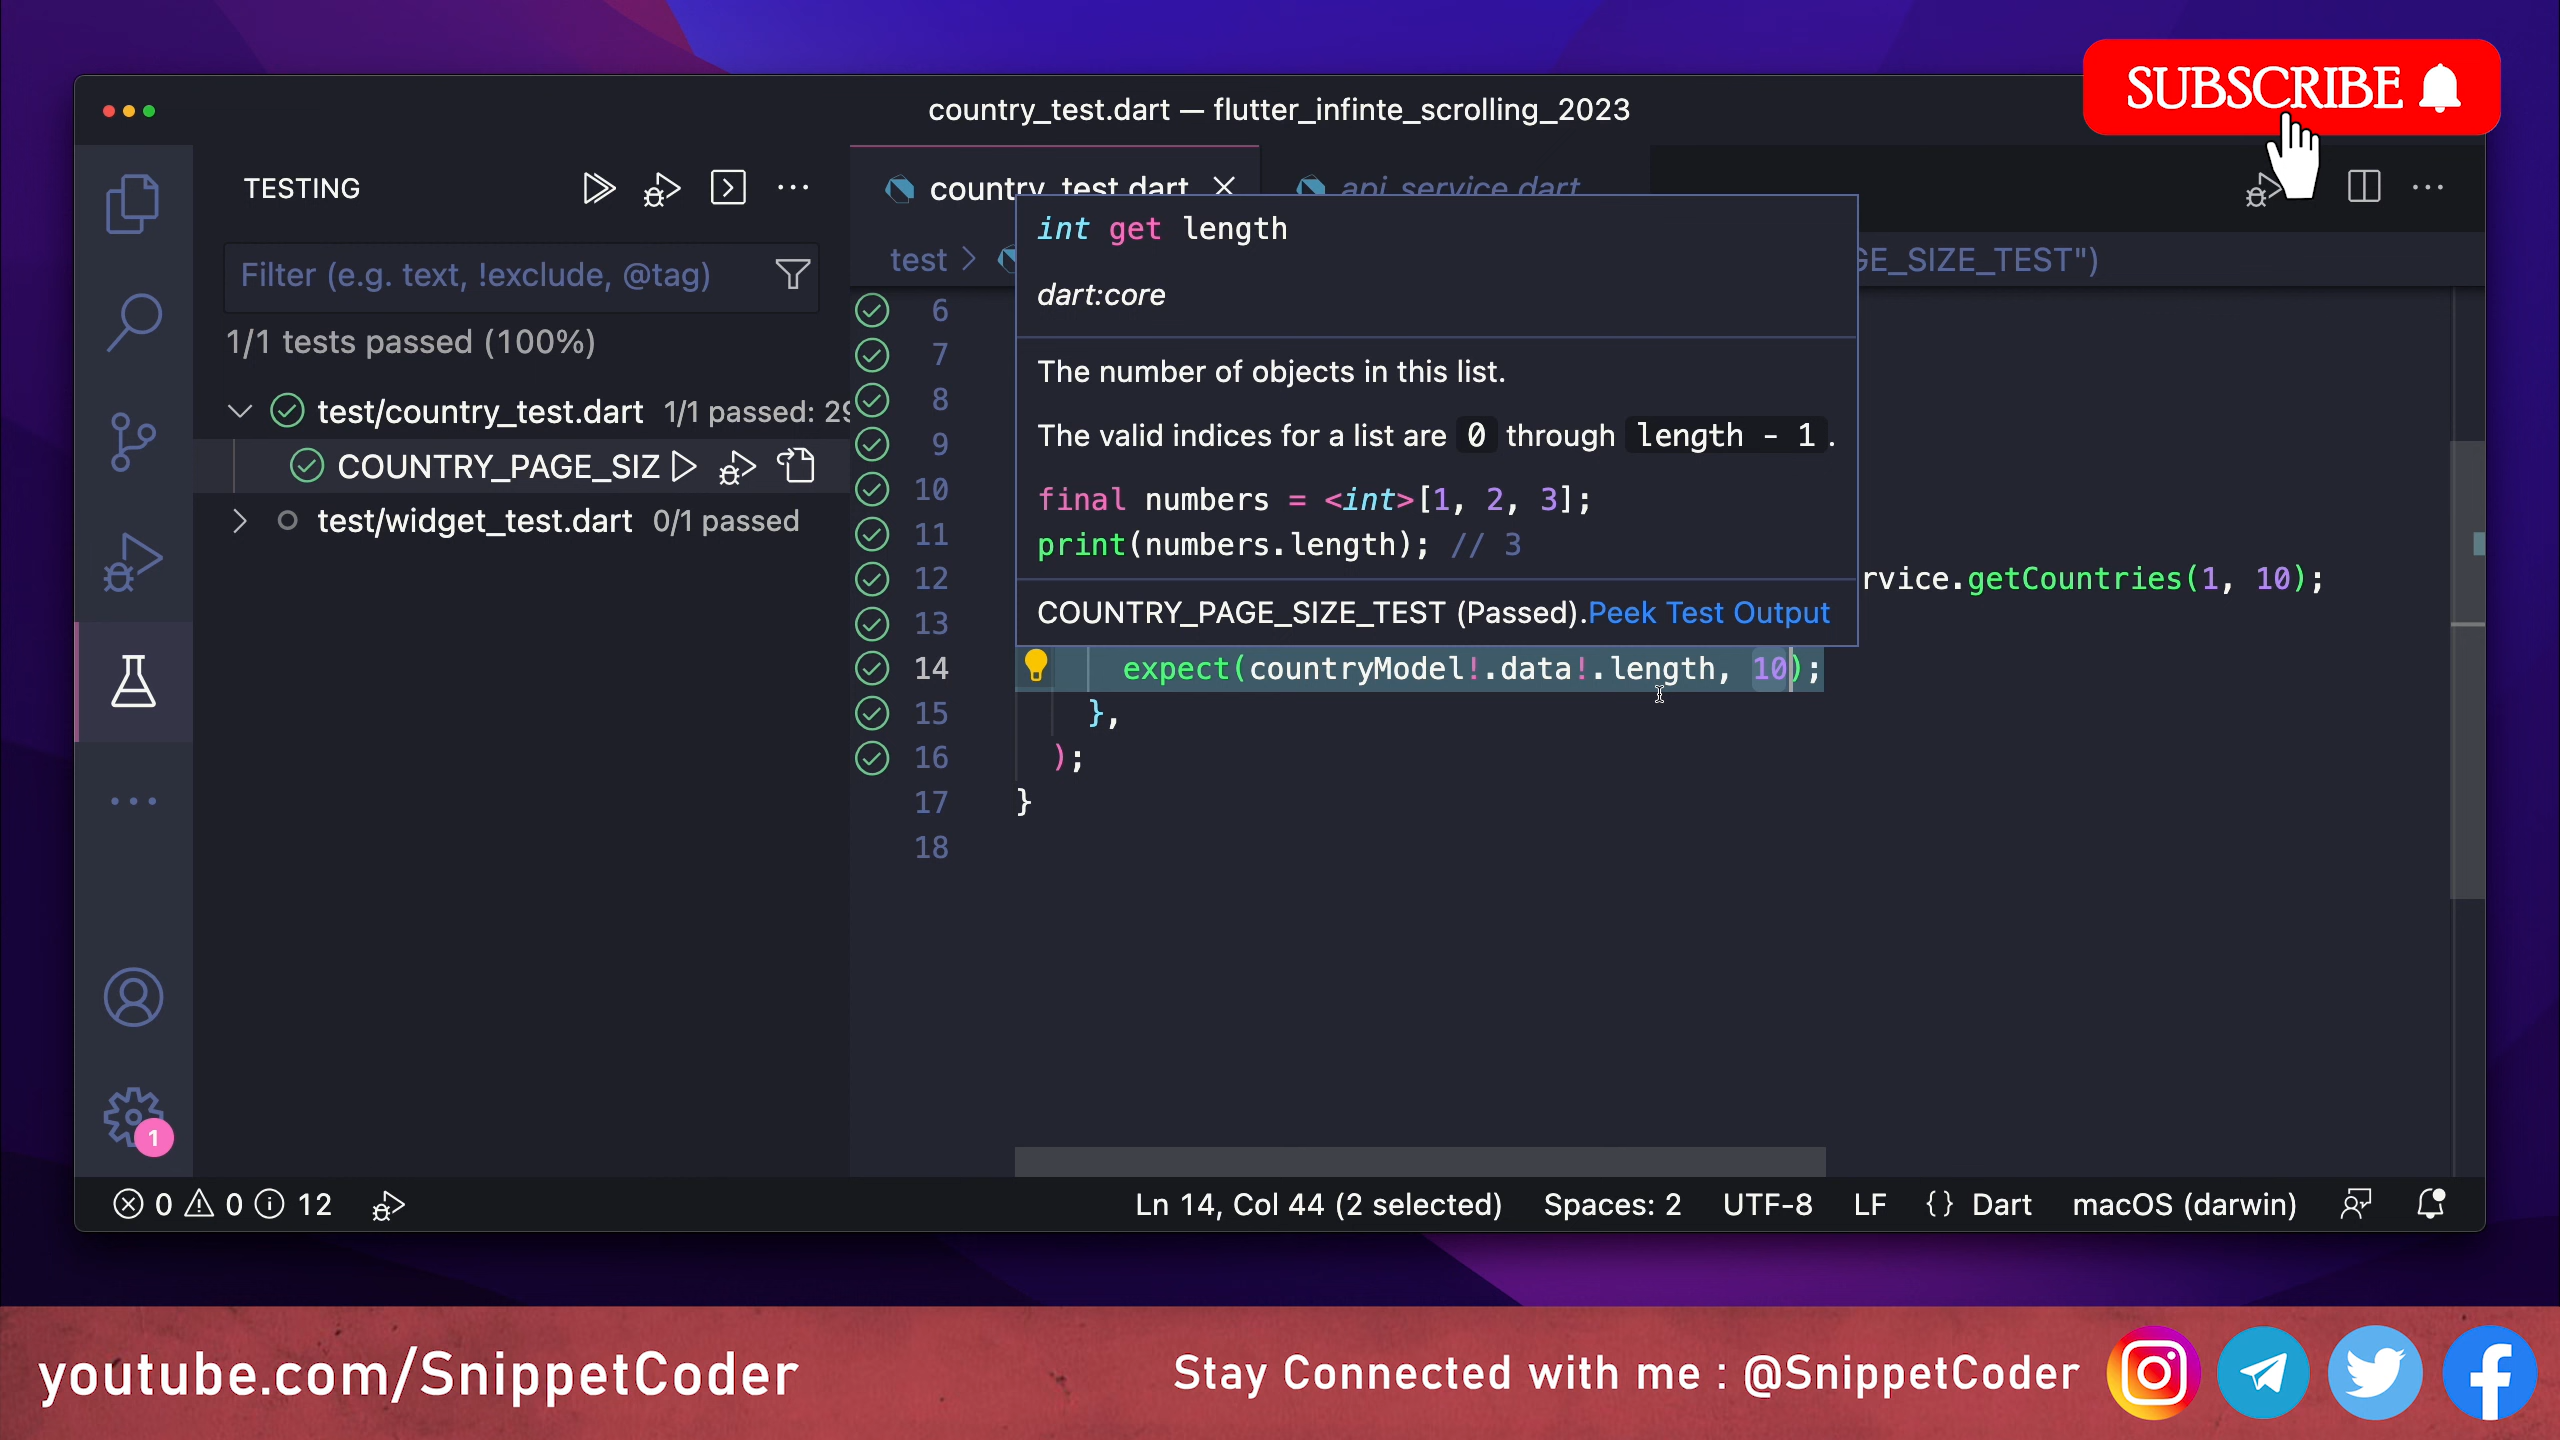 SUBSCRIBE
country_test.dart — flutter_infinte_scrolling_2023
TESTING
country_test.dart
api_service.dart
Filter (e.g. text, !exclude, @tag)
1/1 tests passed (100%)
test/country_test.dart 1/1 passed: 29
COUNTRY_PAGE_SIZ
test/widget_test.dart 0/1 passed
test >
GE_SIZE_TEST")
int get length
dart:core
The number of objects in this list.
The valid indices for a list are 0 through length - 1.
final numbers = <int>[1, 2, 3];
print(numbers.length); // 3
COUNTRY_PAGE_SIZE_TEST (Passed).Peek Test Output
6
7
8
9
10
11
12 rvice.getCountries(1, 10);
13
14 expect(countryModel!.data!.length, 10);
15 },
16 );
17 }
18
1
0 0 12
Ln 14, Col 44 (2 selected) Spaces: 2 UTF-8 LF {} Dart macOS (darwin)
youtube.com/SnippetCoder
Stay Connected with me : @SnippetCoder